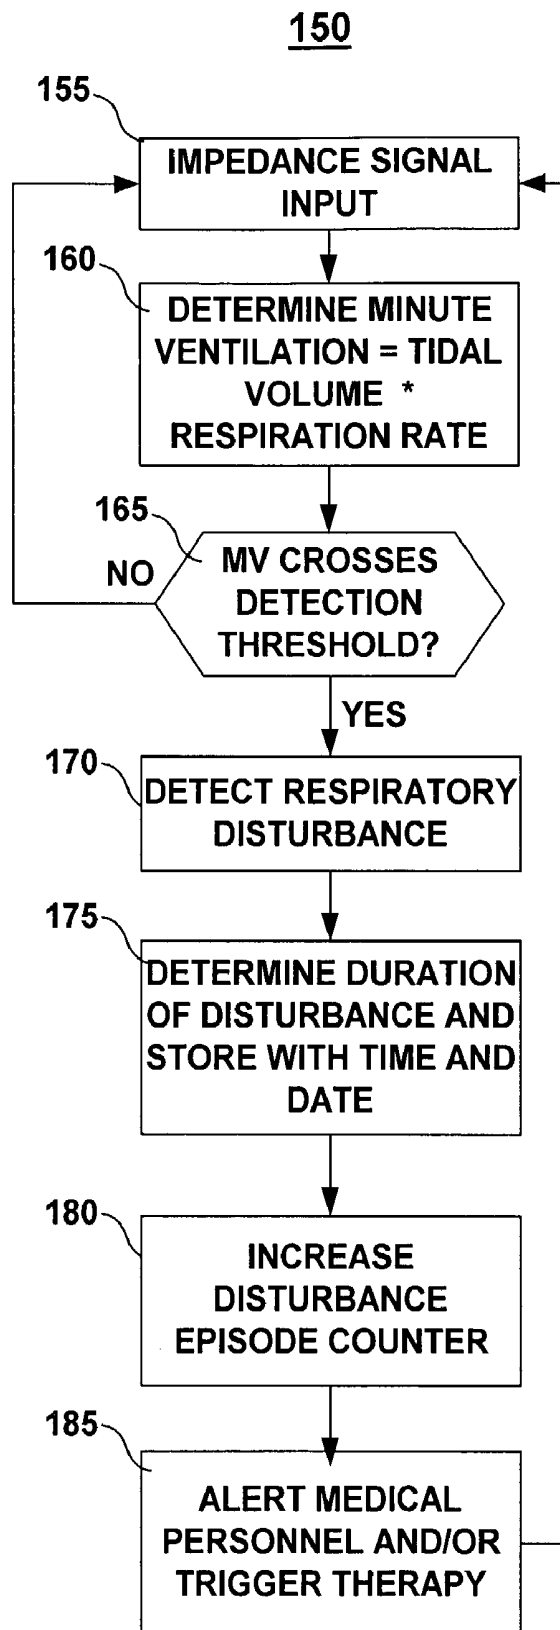 150
155
IMPEDANCE SIGNAL
INPUT
160
DETERMINE MINUTE
VENTILATION = TIDAL
VOLUME *
RESPIRATION RATE
165
NO
MV CROSSES
DETECTION
THRESHOLD?
YES
170
DETECT RESPIRATORY
DISTURBANCE
175
DETERMINE DURATION
OF DISTURBANCE AND
STORE WITH TIME AND
DATE
180
INCREASE
DISTURBANCE
EPISODE COUNTER
185
ALERT MEDICAL
PERSONNEL AND/OR
TRIGGER THERAPY